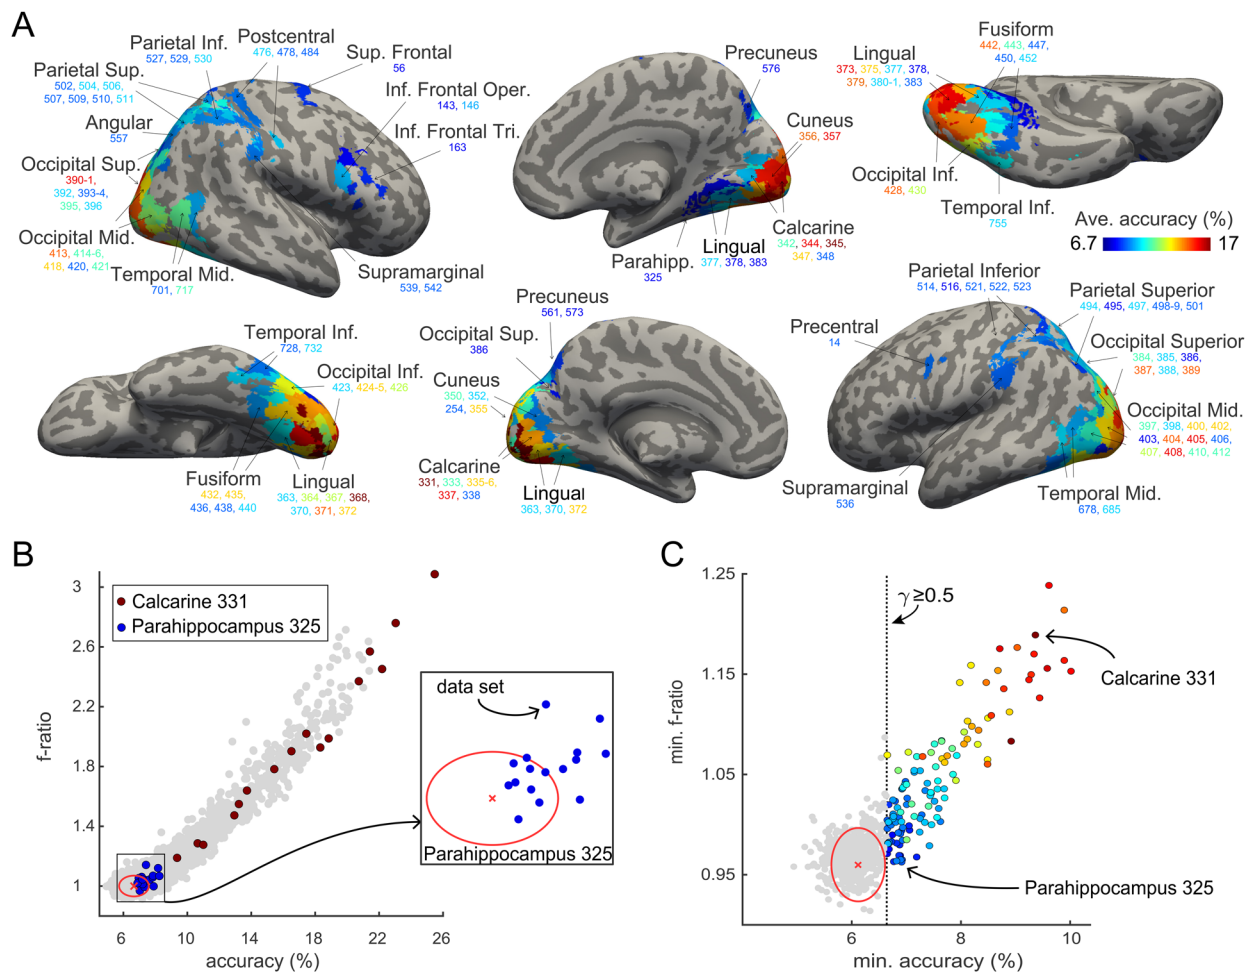 A
Parietal Inf.
527, 529, 530
Postcentral
476, 478, 484
Sup. Frontal
56
Parietal Sup.
502, 504, 506,
507, 509, 510, 511
Inf. Frontal Oper.
143, 146
Angular
557
Inf. Frontal Tri.
163
Occipital Sup.
390-1,
392, 393-4,
395, 396
Occipital Mid.
413, 414-6,
418, 420, 421
Temporal Mid.
701, 717
Supramarginal
539, 542
Precuneus
576
Cuneus
356, 357
Calcarine
342, 344, 345,
347, 348
Lingual
377, 378, 383
Parahipp.
325
Fusiform
442, 443, 447,
450, 452
Lingual
373, 375, 377, 378,
379, 380-1, 383
Occipital Inf.
428, 430
Temporal Inf.
755
Ave. accuracy (%)
6.7
17
Temporal Inf.
728, 732
Occipital Inf.
423, 424-5, 426
Fusiform
432, 435,
436, 438, 440
Lingual
363, 364, 367, 368,
370, 371, 372
Precuneus
561, 573
Occipital Sup.
386
Cuneus
350, 352,
254, 355
Calcarine
331, 333, 335-6,
337, 338
Lingual
363, 370, 372
Parietal Inferior
514, 516, 521, 522, 523
Parietal Superior
494, 495, 497, 498-9, 501
Precentral
14
Occipital Superior
384, 385, 386,
387, 388, 389
Occipital Mid.
397, 398, 400, 402,
403, 404, 405, 406,
407, 408, 410, 412
Supramarginal
536
Temporal Mid.
678, 685
B
3
2.6
2.2
1.8
1.4
1
f-ratio
Calcarine 331
Parahippocampus 325
data set
Parahippocampus 325
6
10
14
18
22
26
accuracy (%)
C
1.25
1.15
1.05
0.95
min. f-ratio
γ≥0.5
Calcarine 331
Parahippocampus 325
6
8
10
min. accuracy (%)